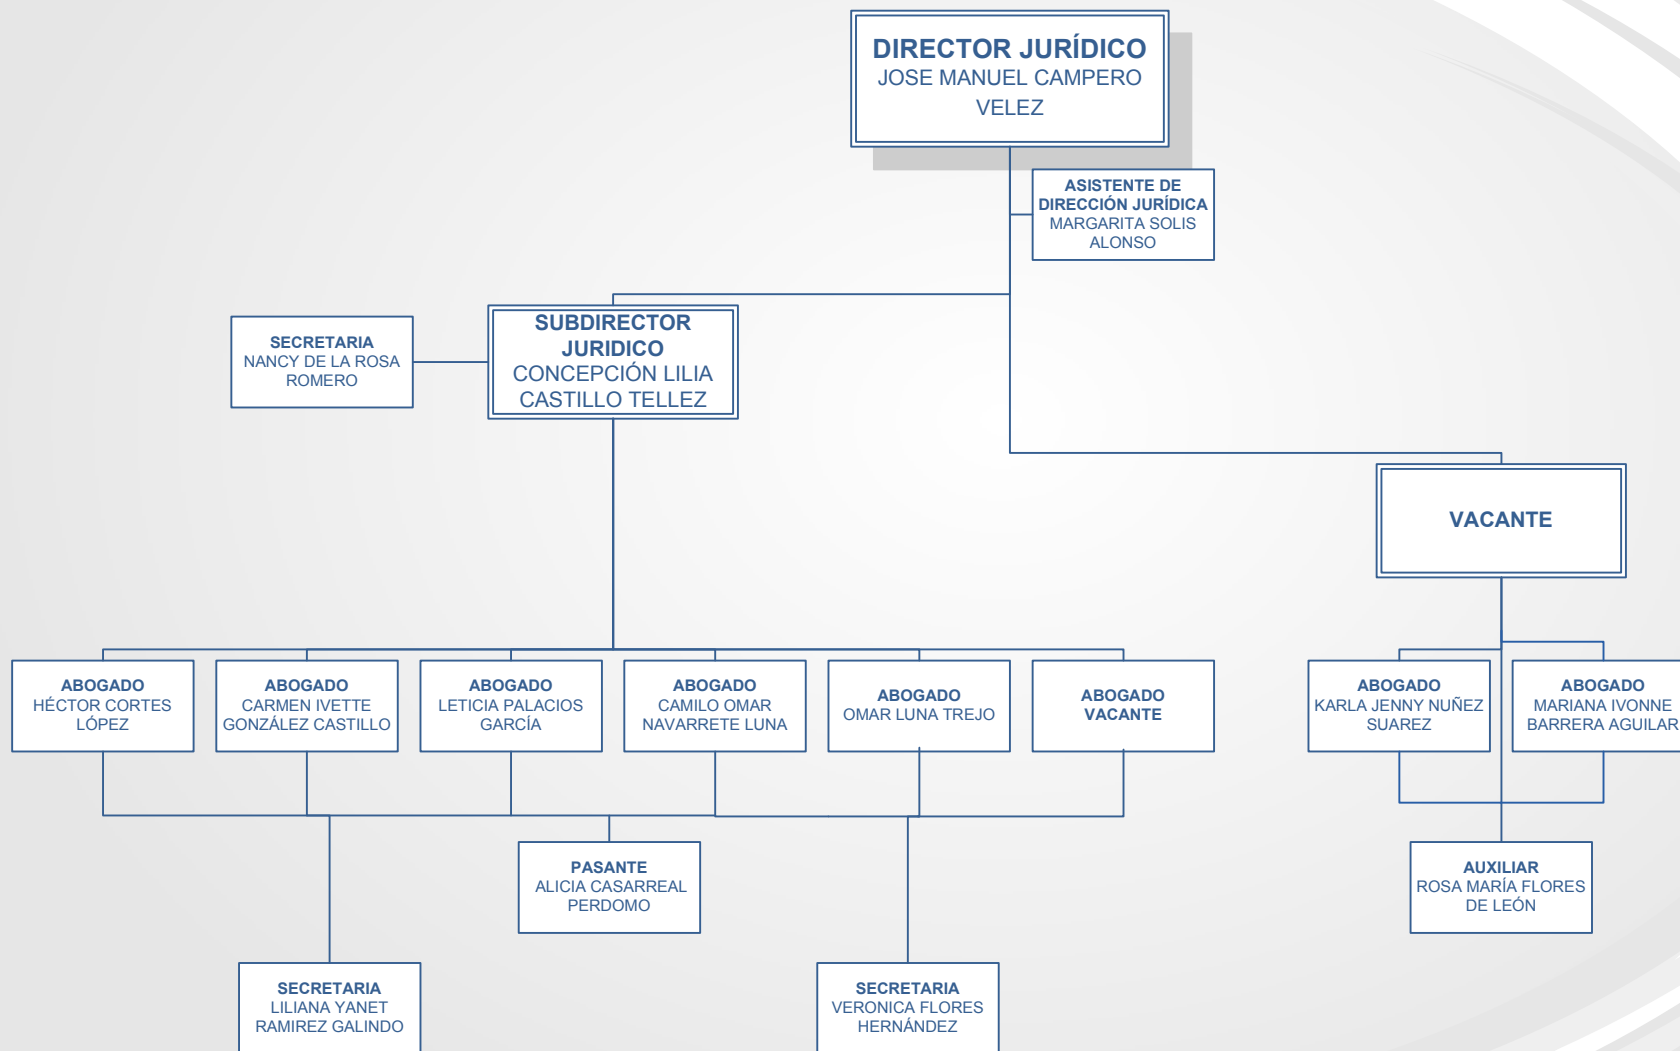 DIRECTOR JURÍDICO
JOSE MANUEL CAMPERO
VELEZ
ASISTENTE DE
DIRECCIÓN JURÍDICA
MARGARITA SOLIS
ALONSO
SECRETARIA
NANCY DE LA ROSA
ROMERO
SUBDIRECTOR
JURIDICO
CONCEPCIÓN LILIA
CASTILLO TELLEZ
VACANTE
ABOGADO
HÉCTOR CORTES
LÓPEZ
ABOGADO
CARMEN IVETTE
GONZÁLEZ CASTILLO
ABOGADO
LETICIA PALACIOS
GARCÍA
ABOGADO
CAMILO OMAR
NAVARRETE LUNA
ABOGADO
OMAR LUNA TREJO
ABOGADO
VACANTE
ABOGADO
KARLA JENNY NUÑEZ
SUAREZ
ABOGADO
MARIANA IVONNE
BARRERA AGUILAR
PASANTE
ALICIA CASARREAL
PERDOMO
AUXILIAR
ROSA MARÍA FLORES
DE LEÓN
SECRETARIA
LILIANA YANET
RAMIREZ GALINDO
SECRETARIA
VERONICA FLORES
HERNÁNDEZ